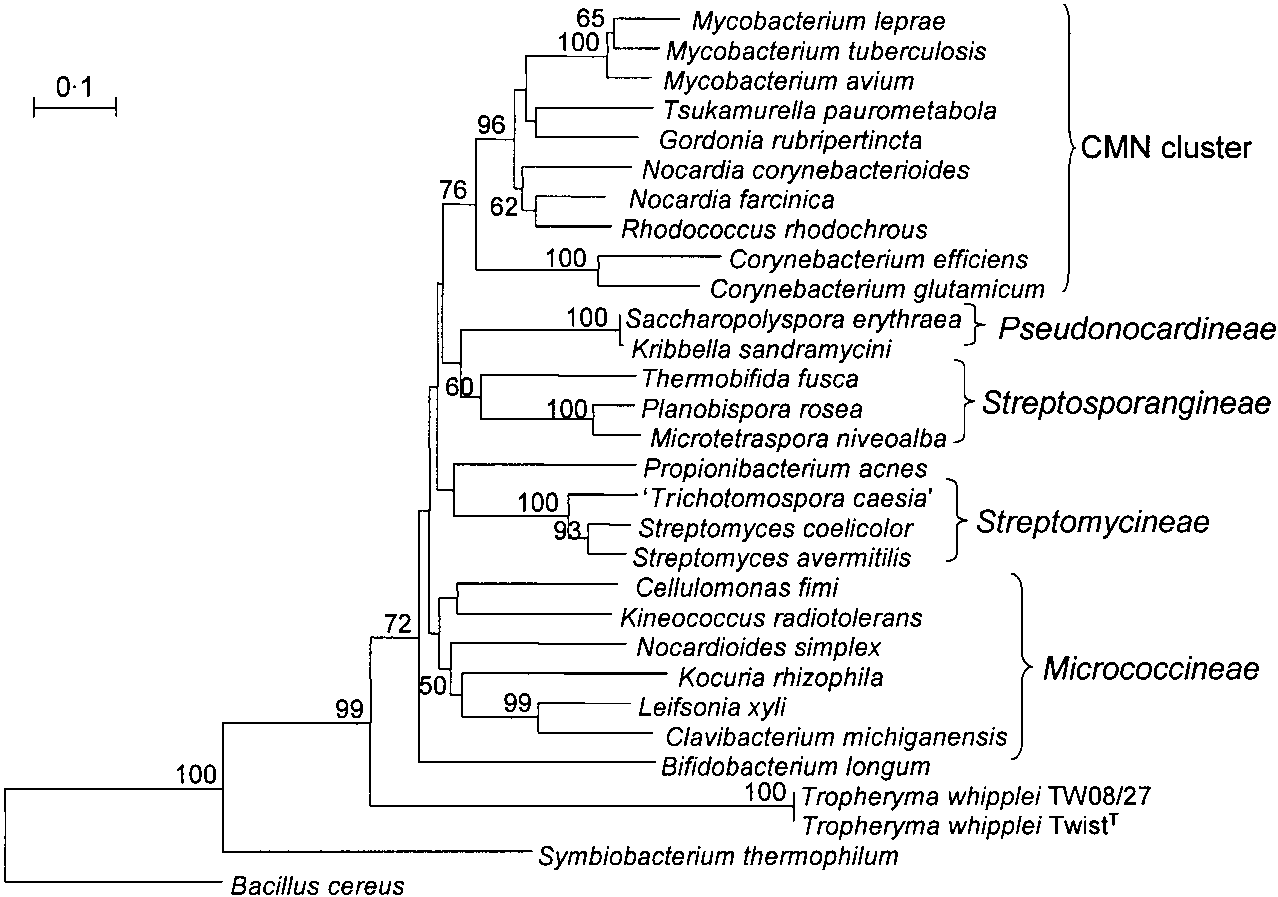 65
Mycobacterium leprae
100
Mycobacterium tuberculosis
0·1
Mycobacterium avium
Tsukamurella paurometabola
96
Gordonia rubripertincta
CMN cluster
Nocardia corynebacterioides
76
Nocardia farcinica
62
Rhodococcus rhodochrous
100
Corynebacterium efficiens
Corynebacterium glutamicum
100
Saccharopolyspora erythraea
Pseudonocardineae
Kribbella sandramycini
Thermobifida fusca
60
Streptosporangineae
100
Planobispora rosea
Microtetraspora niveoalba
Propionibacterium acnes
100
'Trichotomospora caesia'
Streptomycineae
93
Streptomyces coelicolor
Streptomyces avermitilis
Cellulomonas fimi
Kineococcus radiotolerans
72
Nocardioides simplex
Micrococcineae
50
Kocuria rhizophila
99
Leifsonia xyli
99
Clavibacterium michiganensis
Bifidobacterium longum
100
100
Tropheryma whipplei TW08/27
Tropheryma whipplei Twistᵀ
Symbiobacterium thermophilum
Bacillus cereus